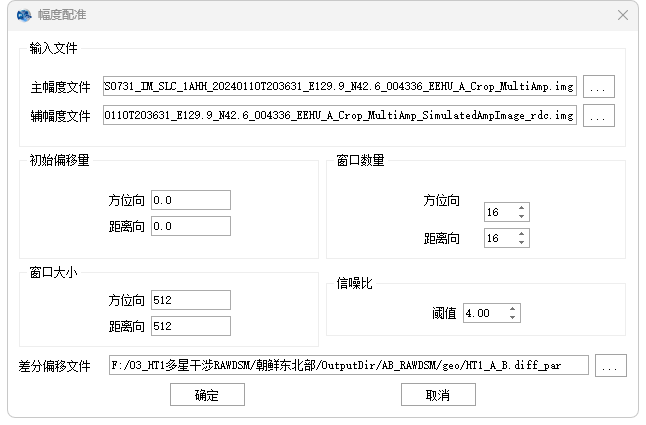 幅度配准
输入文件
主幅度文件 S0731_IM_SLC_1AHH_20240110T203631_E129.9_N42.6_004336_EEHU_A_Crop_MultiAmp.img ...
辅幅度文件 0110T203631_E129.9_N42.6_004336_EEHU_A_Crop_MultiAmp_SimulatedAmpImage_rdc.img ...
初始偏移量
方位向 0.0
距离向 0.0
窗口数量
方位向 16
距离向 16
窗口大小
方位向 512
距离向 512
信噪比
阈值 4.00
差分偏移文件 F:/03_HT1多星干涉RAWDSM/朝鲜东北部/OutputDir/AB_RAWDSM/geo/HT1_A_B.diff_par ...
确定 取消